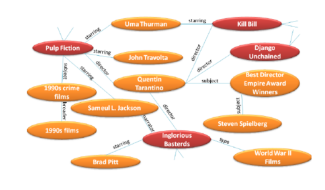 Uma Thurman
starring
Kill Bill
starring
Pulp Fiction
starring
John Travolta
director
Django
Unchained
director
starring
Quentin
Tarantino
subject
Best Director
Empire Award
Winners
subject
1990s crime
films
Samuel L. Jackson
director
1990s films
Steven Spielberg
Inglorious
Basterds
starring
Brad Pitt
type
World War II
Films